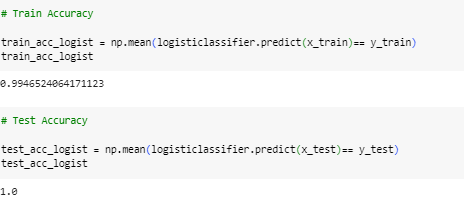 # Train Accuracy
train_acc_logist = np.mean(logisticclassifier.predict(x_train)== y_train)
train_acc_logist
0.9946524064171123
# Test Accuracy
test_acc_logist = np.mean(logisticclassifier.predict(x_test)== y_test)
test_acc_logist
1.0